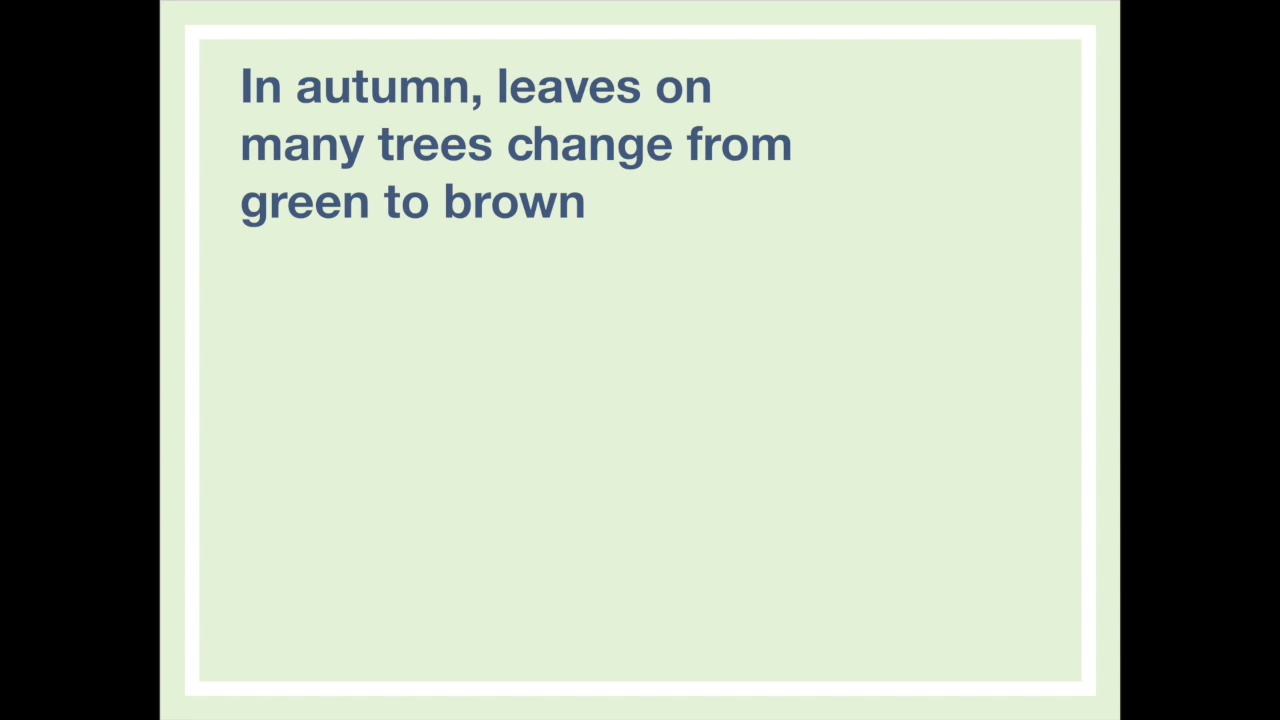 In autumn, leaves on
many trees change from
green to brown